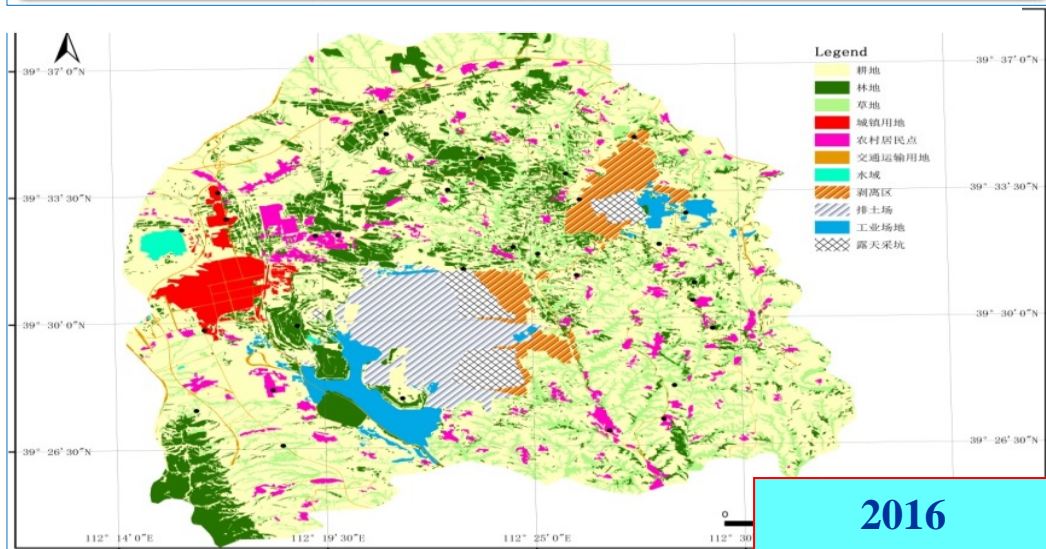 Legend
39° 37′ 0″N
39° 37′ 0″N
耕地
林地
草地
城镇用地
农村居民点
交通运输用地
水域
剥离区
排土场
工业场地
露天采坑
39° 33′ 30″N
39° 33′ 30″N
39° 30′ 0″N
39° 30′ 0″N
39° 26′ 30″N
39° 26′ 30″N
0
2016
112° 14′ 0″E
112° 19′ 30″E
112° 25′ 0″E
112° 30′